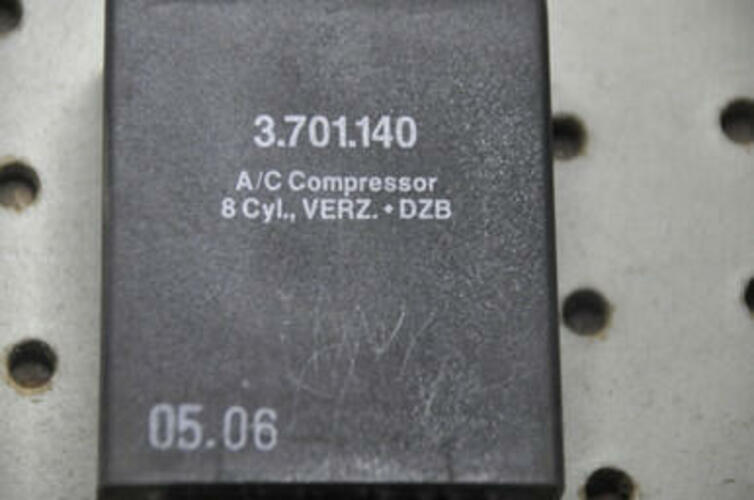 3.701.140
A/C Compressor
8 Cyl., VERZ. + DZB
05.06